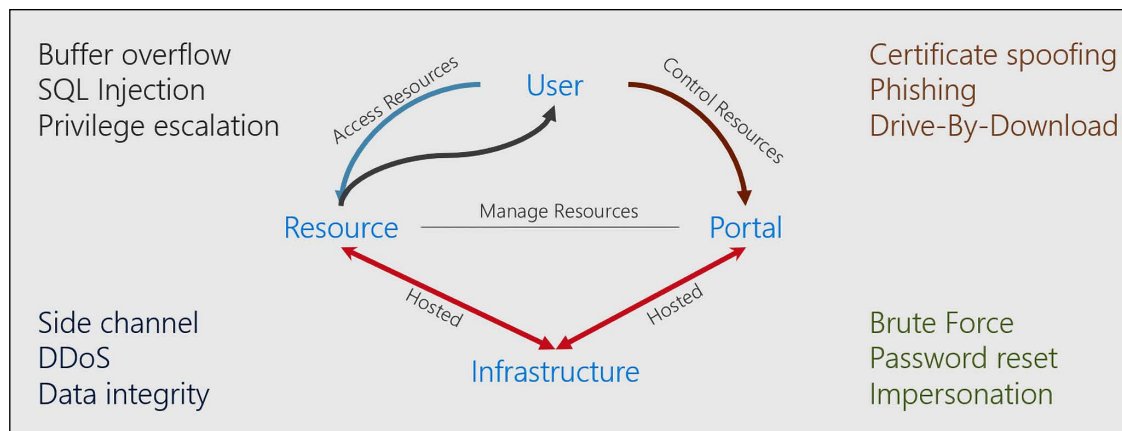 Buffer overflow
SQL Injection
Privilege escalation
Access Resources
User
Control Resources
Certificate spoofing
Phishing
Drive-By-Download
Resource
Manage Resources
Portal
Hosted
Hosted
Infrastructure
Side channel
DDoS
Data integrity
Brute Force
Password reset
Impersonation